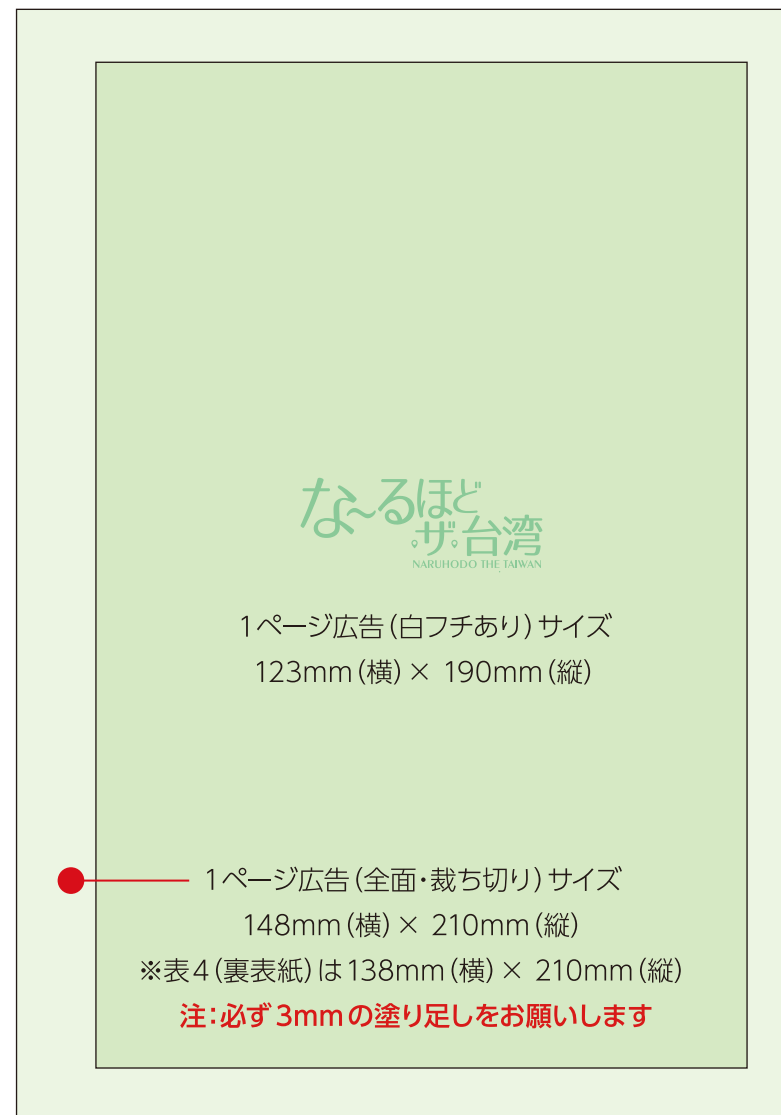 な〜るほど
ザ・台湾
NARUHODO THE TAIWAN
1ページ広告(白フチあり)サイズ
123mm(横)× 190mm(縦)
1ページ広告(全面・裁ち切り)サイズ
148mm(横)× 210mm(縦)
※表4(裏表紙)は138mm(横)× 210mm(縦)
注:必ず3mmの塗り足しをお願いします